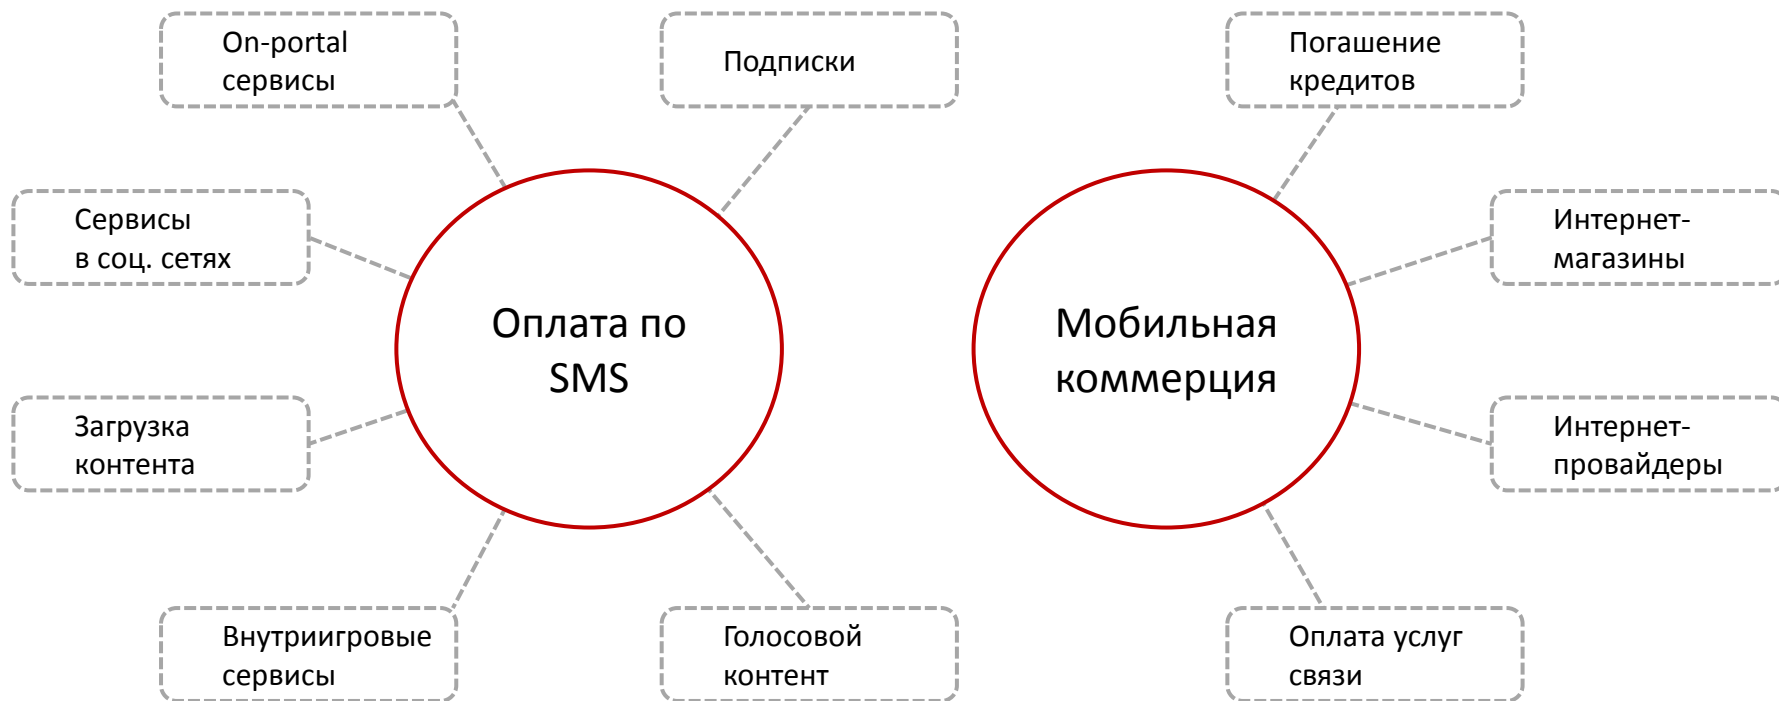 On-portal
сервисы
Подписки
Погашение
кредитов
Сервисы
в соц. сетях
Интернет-
магазины
Оплата по
SMS
Мобильная
коммерция
Загрузка
контента
Интернет-
провайдеры
Внутриигровые
сервисы
Голосовой
контент
Оплата услуг
связи